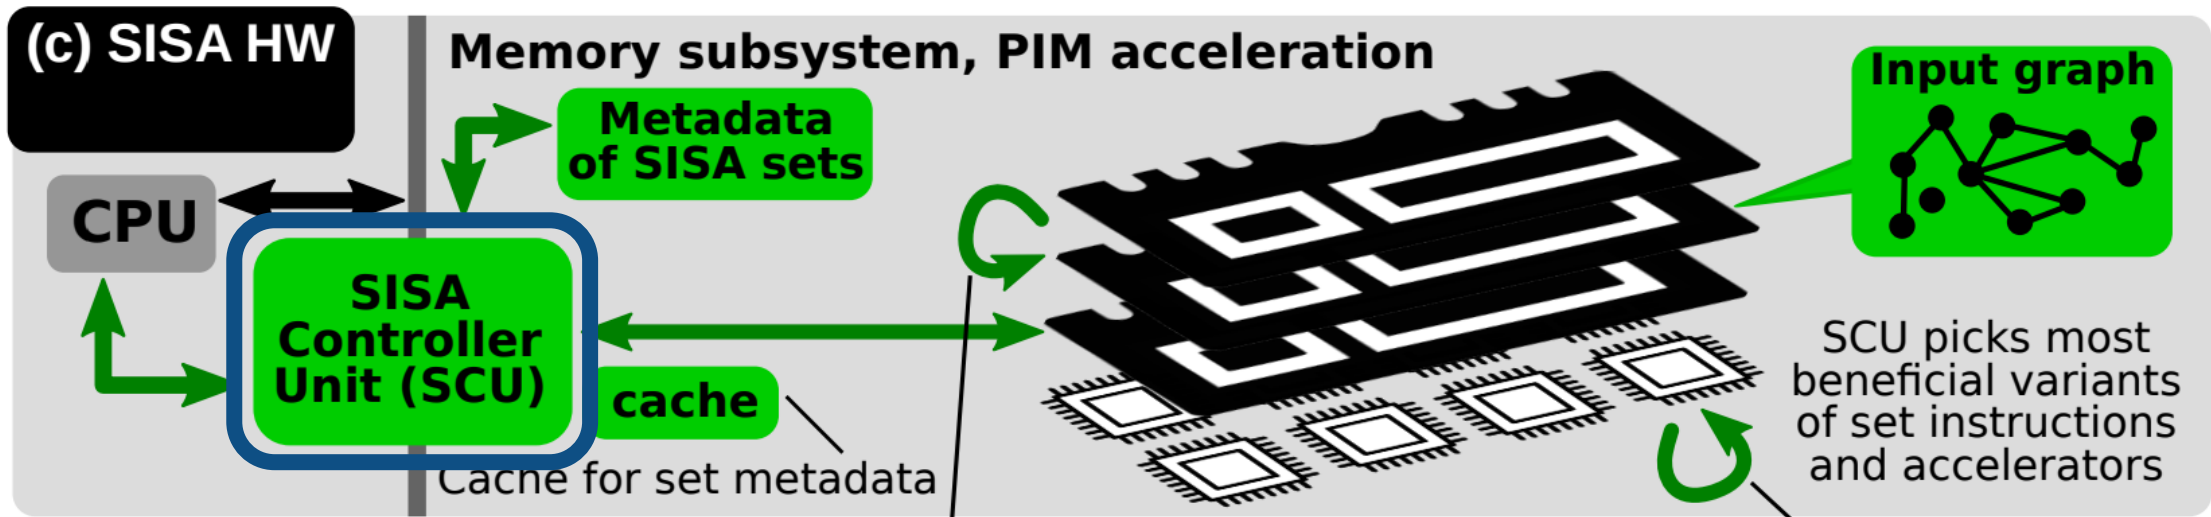 (c) SISA HW
Memory subsystem, PIM acceleration
Metadata
of SISA sets
Input graph
CPU
SISA
Controller
Unit (SCU)
cache
Cache for set metadata
SCU picks most
beneficial variants
of set instructions
and accelerators